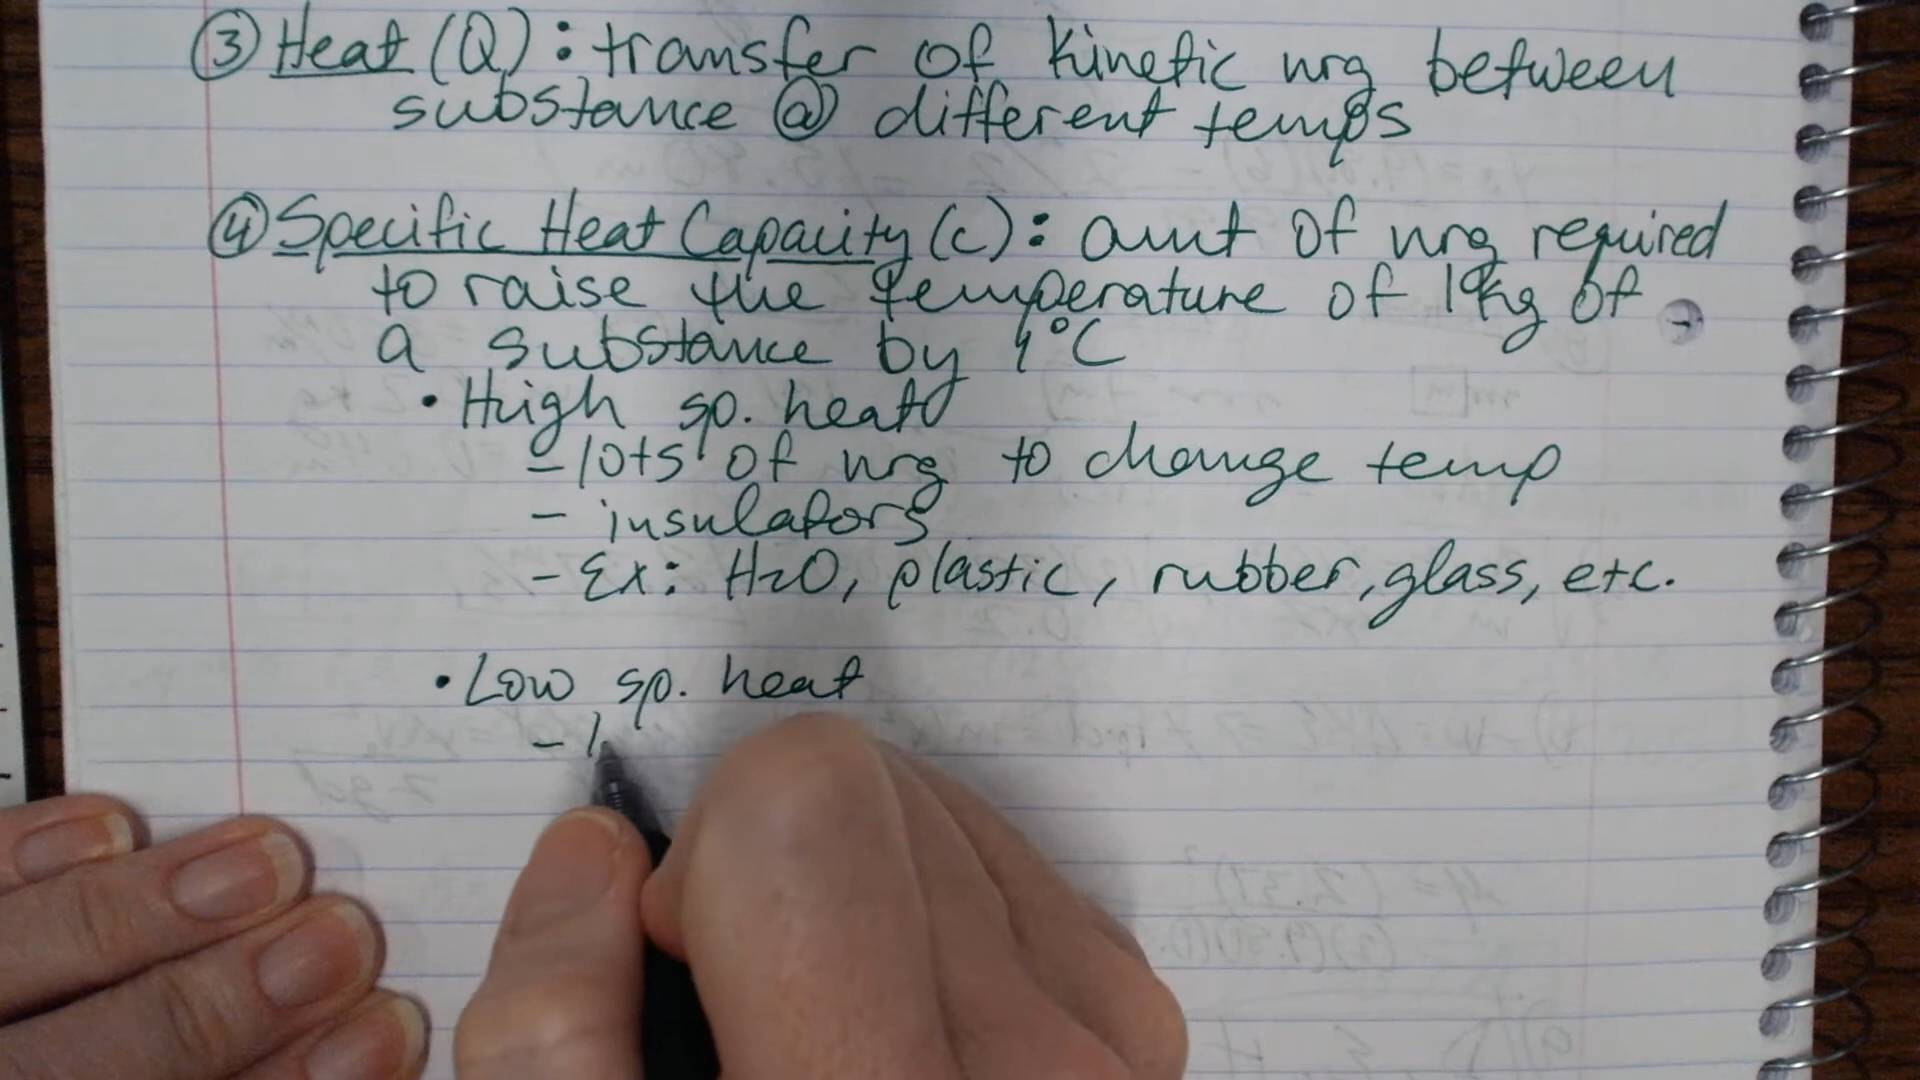 ③ Heat (Q): transfer of kinetic nrg between
substance @ different temps
④ Specific Heat Capacity (c): amt of nrg required
to raise the temperature of 1 kg of
a substance by 1°C
• High sp. heat
- lots of nrg to change temp
- insulators
- Ex: H2O, plastic, rubber, glass, etc.
• Low sp. heat
- l